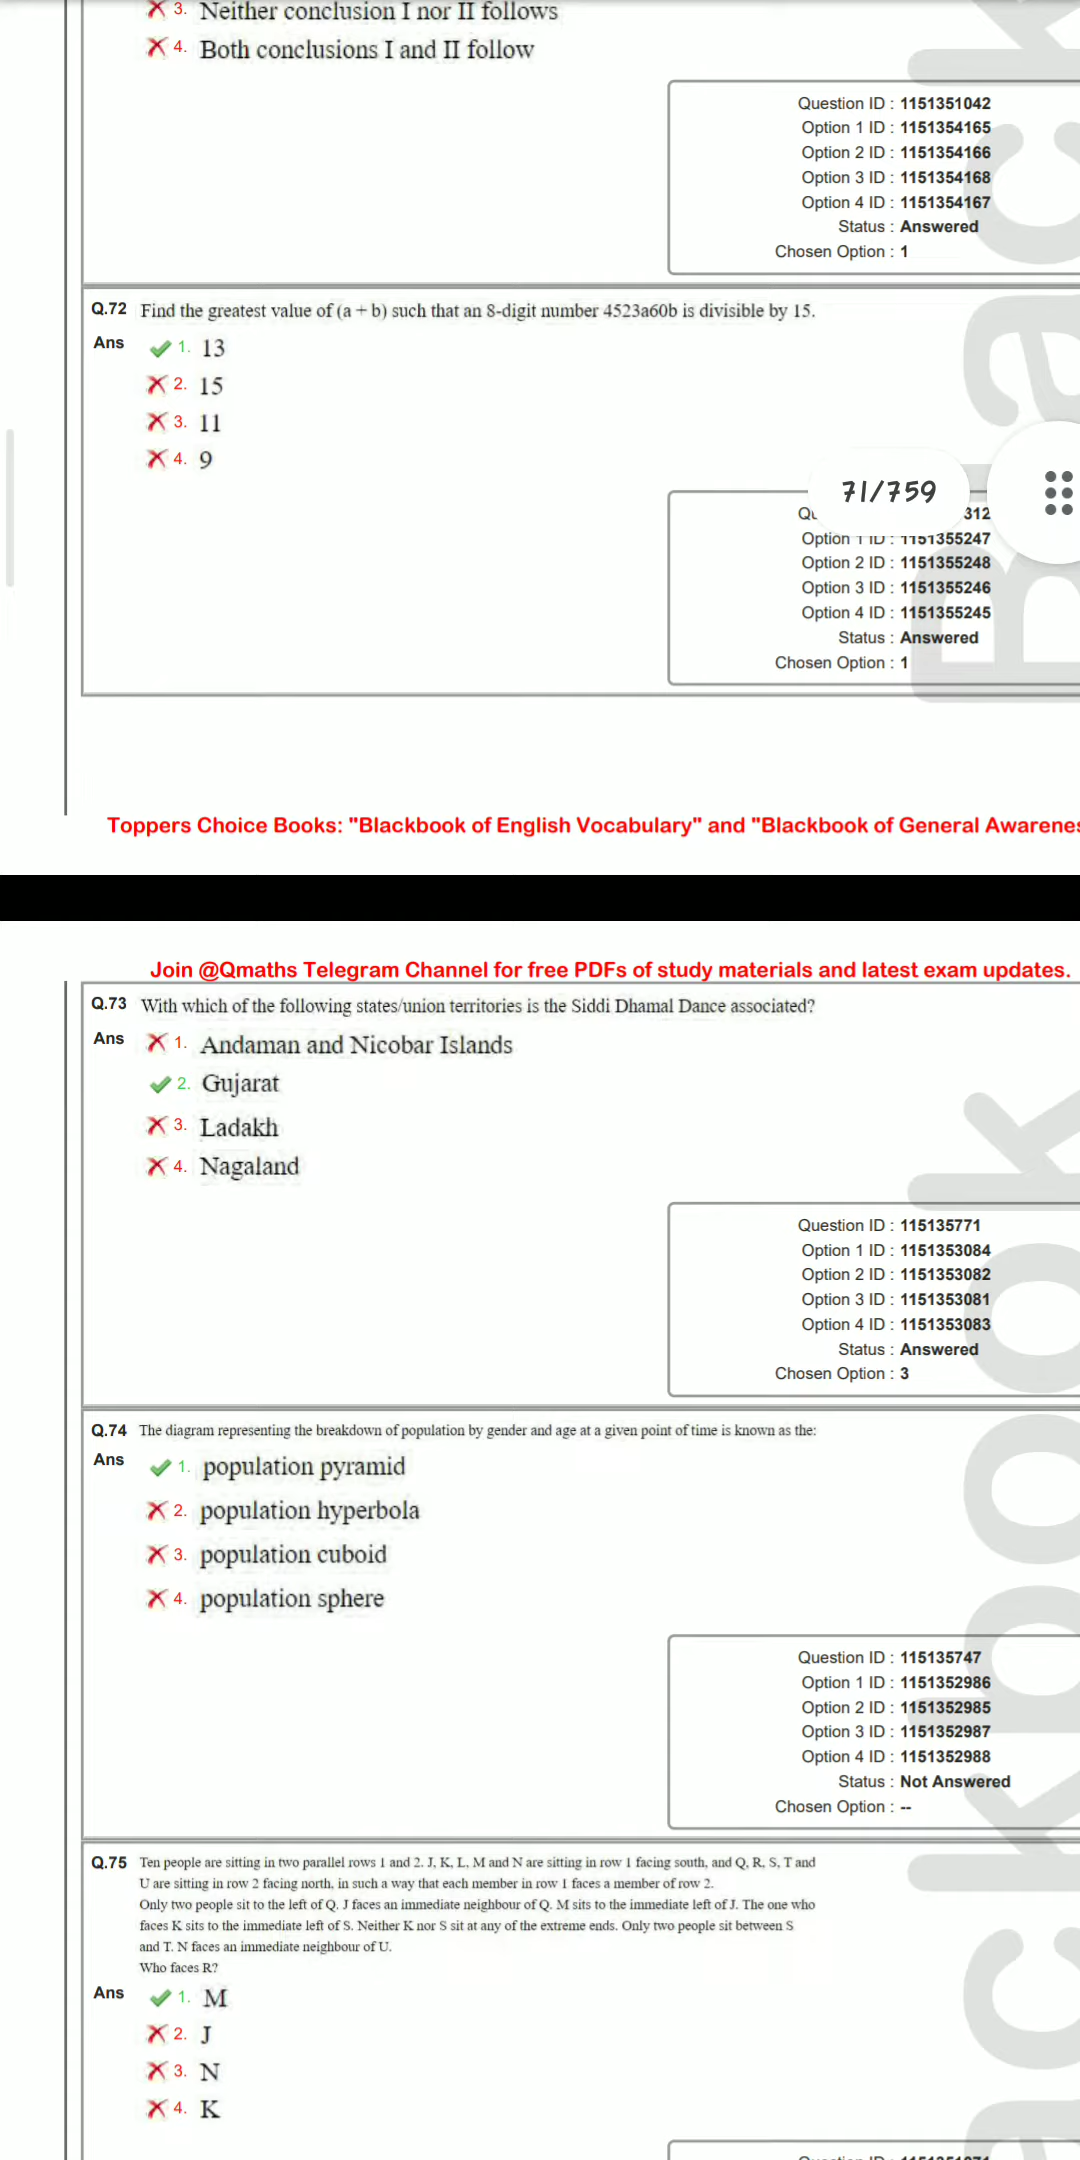 3. Neither conclusion I nor II follows
4. Both conclusions I and II follow
Question ID : 1151351042
Option 1 ID : 1151354165
Option 2 ID : 1151354166
Option 3 ID : 1151354168
Option 4 ID : 1151354167
Status : Answered
Chosen Option : 1
Q.72 Find the greatest value of (a + b) such that an 8-digit number 4523a60b is divisible by 15.
Ans 1. 13
2. 15
3. 11
4. 9
71/759
312
Option 1 ID : 1151355247
Option 2 ID : 1151355248
Option 3 ID : 1151355246
Option 4 ID : 1151355245
Status : Answered
Chosen Option : 1
Toppers Choice Books: "Blackbook of English Vocabulary" and "Blackbook of General
Join @Qmaths Telegram Channel for free PDFs of study materials and latest exam updates.
Q.73 With which of the following states/union territories is the Siddi Dhamal Dance associated?
Ans 1. Andaman and Nicobar Islands
2. Gujarat
3. Ladakh
4. Nagaland
Question ID : 115135771
Option 1 ID : 1151353084
Option 2 ID : 1151353082
Option 3 ID : 1151353081
Option 4 ID : 1151353083
Status : Answered
Chosen Option : 3
Q.74 The diagram representing the breakdown of population by gender and age at a given point of time is known as the:
Ans 1. population pyramid
2. population hyperbola
3. population cuboid
4. population sphere
Question ID : 115135747
Option 1 ID : 1151352986
Option 2 ID : 1151352985
Option 3 ID : 1151352987
Option 4 ID : 1151352988
Status : Not Answered
Chosen Option : --
Q.75 Ten people are sitting in two parallel rows 1 and 2. J, K, L, M and N are sitting in row 1 facing south, and Q, R, S, T and
U are sitting in row 2 facing north, in such a way that each member in row 1 faces a member of row 2.
Only two people sit to the left of Q. J faces an immediate neighbour of Q. M sits to the immediate left of J. The one who
faces K sits to the immediate left of S. Neither K nor S sit at any of the extreme ends. Only two people sit between S
and T. N faces an immediate neighbour of U.
Who faces R?
Ans 1. M
2. J
3. N
4. K